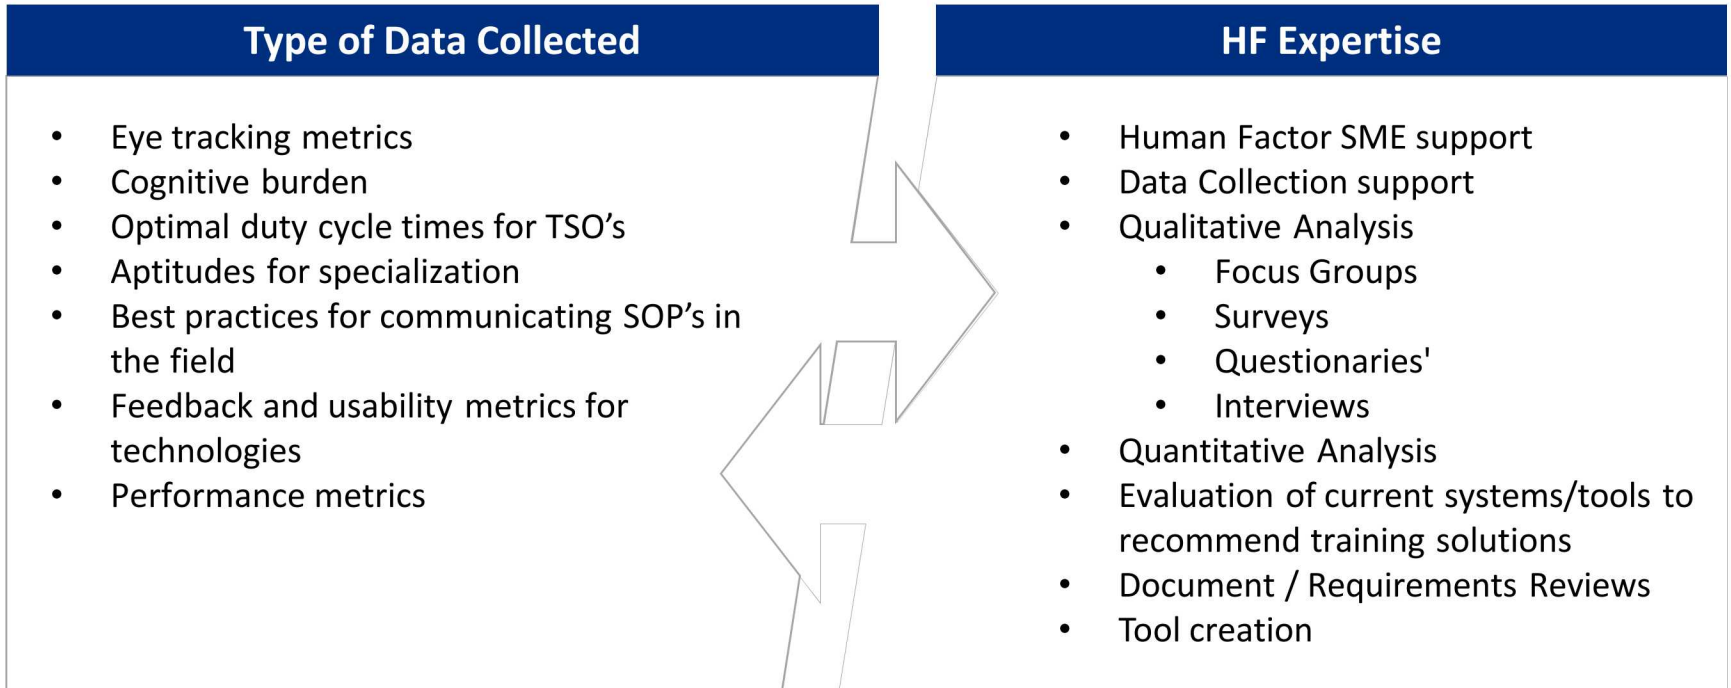 Type of Data Collected
• Eye tracking metrics
• Cognitive burden
• Optimal duty cycle times for TSO’s
• Aptitudes for specialization
• Best practices for communicating SOP’s in
the field
• Feedback and usability metrics for
technologies
• Performance metrics
HF Expertise
• Human Factor SME support
• Data Collection support
• Qualitative Analysis
• Focus Groups
• Surveys
• Questionaries'
• Interviews
• Quantitative Analysis
• Evaluation of current systems/tools to
recommend training solutions
• Document / Requirements Reviews
• Tool creation